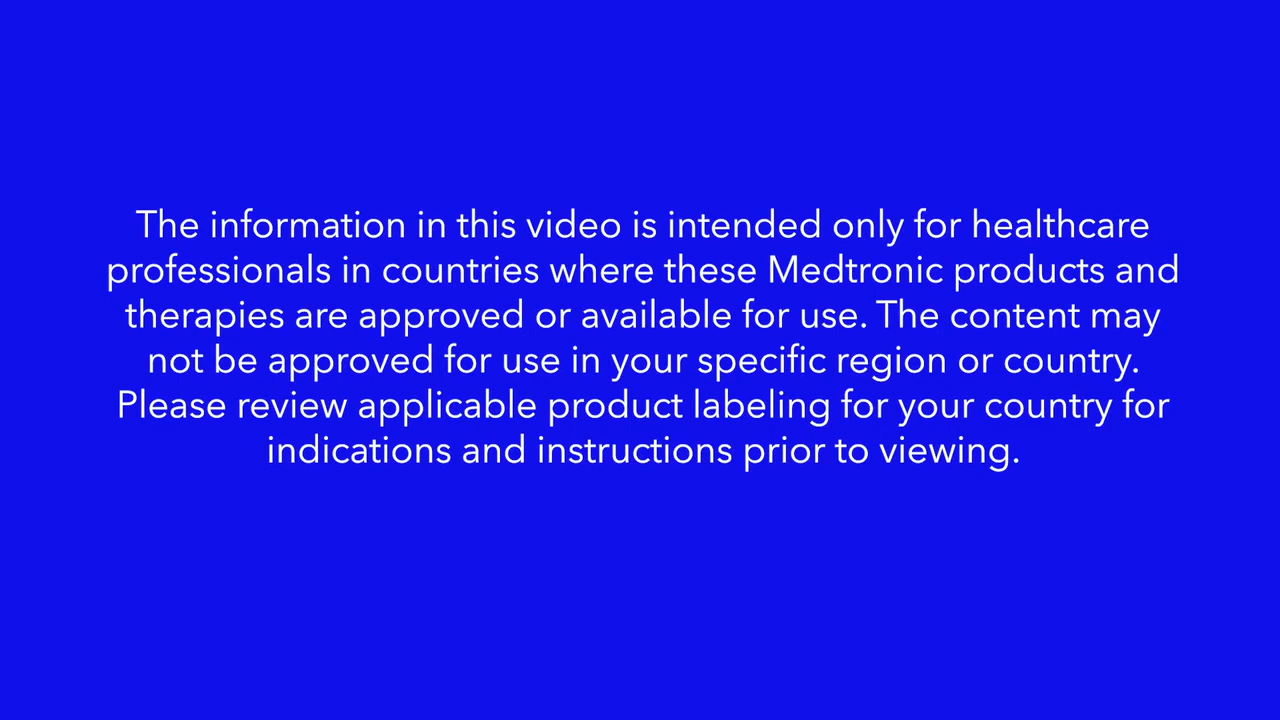 The information in this video is intended only for healthcare
professionals in countries where these Medtronic products and
therapies are approved or available for use. The content may
not be approved for use in your specific region or country.
Please review applicable product labeling for your country for
indications and instructions prior to viewing.